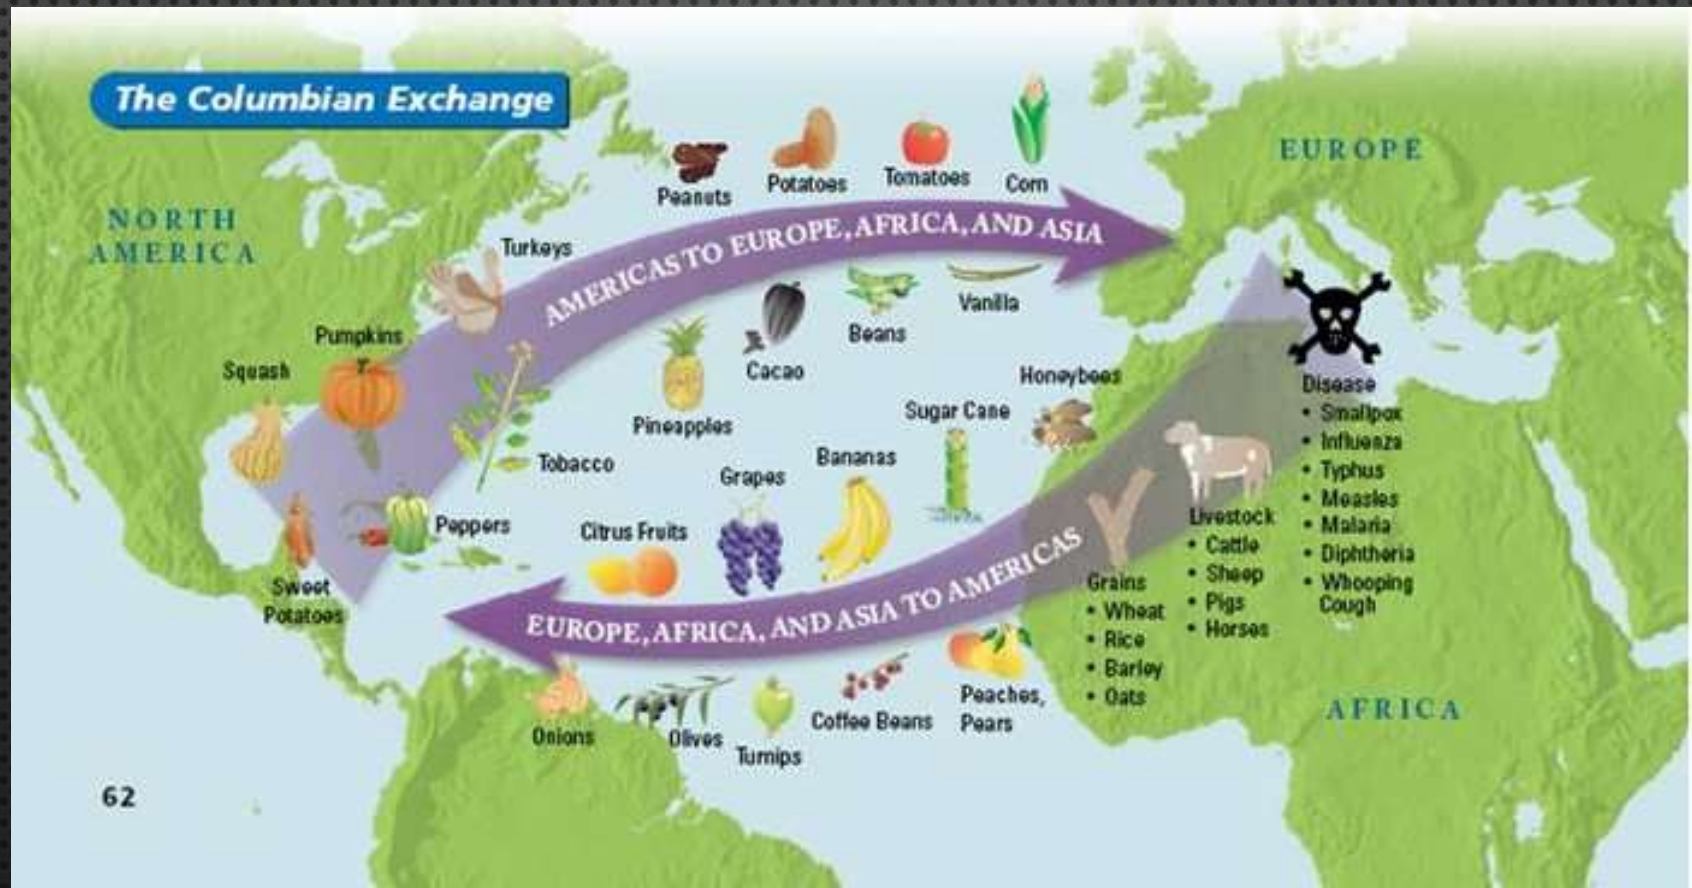 The Columbian Exchange
NORTH
AMERICA
EUROPE
AFRICA
Peanuts
Potatoes
Tomatoes
Corn
AMERICAS TO EUROPE, AFRICA, AND ASIA
Turkeys
Pumpkins
Squash
Tobacco
Peppers
Sweet
Potatoes
Pineapples
Cacao
Beans
Vanilla
Honeybees
Sugar Cane
Bananas
Grapes
Citrus Fruits
EUROPE, AFRICA, AND ASIA TO AMERICAS
Onions
Olives
Turnips
Coffee Beans
Peaches,
Pears
Grains
• Wheat
• Rice
• Barley
• Oats
Livestock
• Cattle
• Sheep
• Pigs
• Horses
Disease
• Smallpox
• Influenza
• Typhus
• Measles
• Malaria
• Diphtheria
• Whooping
Cough
62